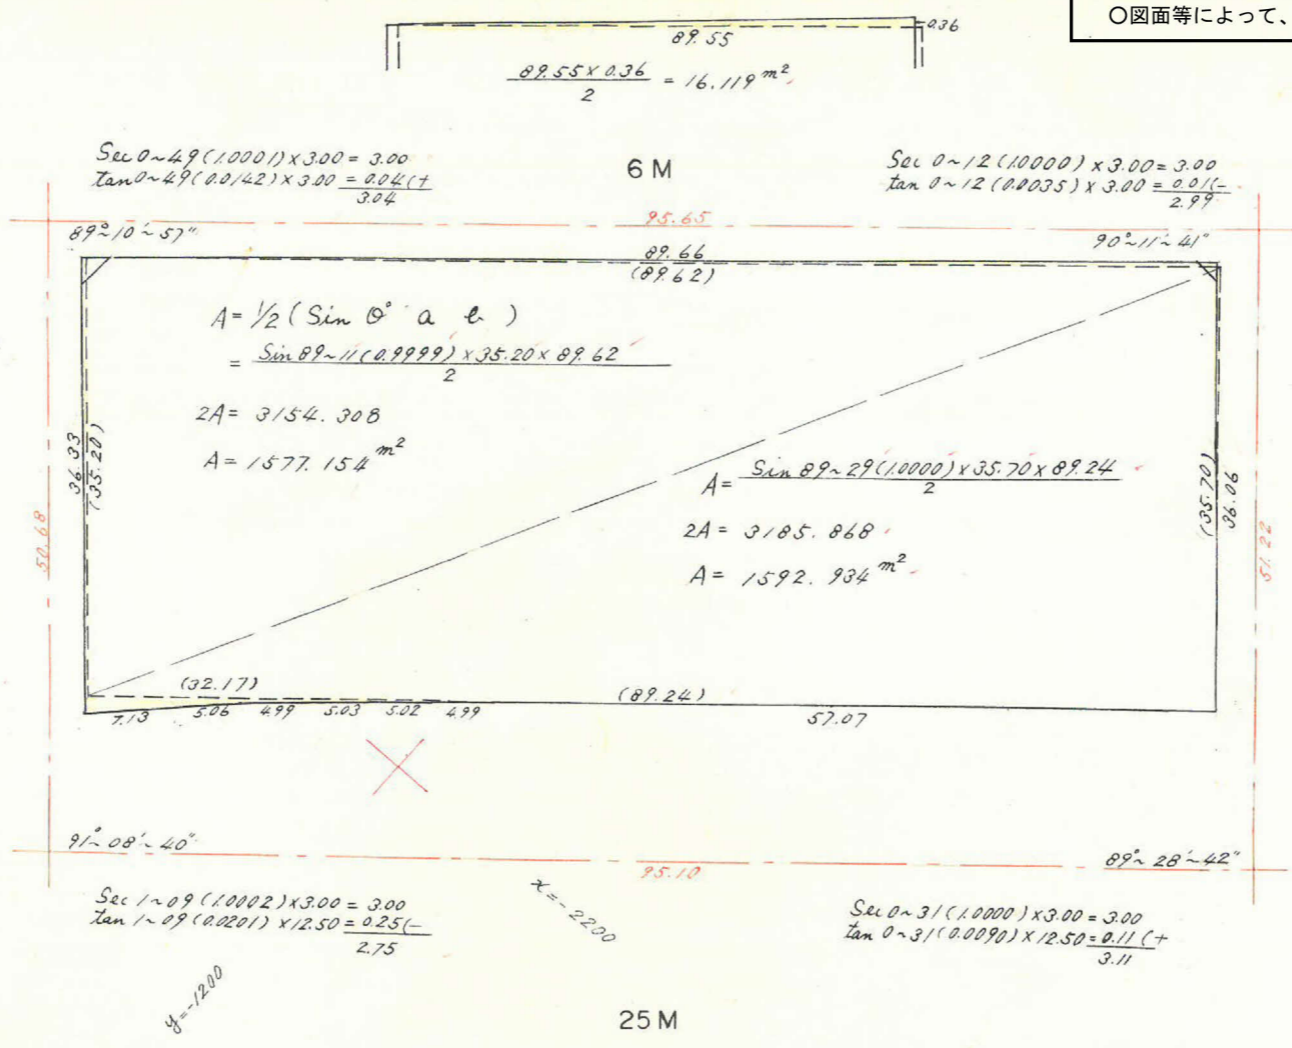 〇図面等によって、
0.36
89.55
89.55 x 0.36 / 2 = 16.119 m²
Sec 0~49 (1.0001) x 3.00 = 3.00
tan 0~49 (0.0142) x 3.00 = 0.04 (+
3.04
6 M
Sec 0~12 (1.0000) x 3.00 = 3.00
tan 0~12 (0.0035) x 3.00 = 0.01 (-
2.99
95.65
89°~10'~57"
90°~11'~41"
89.66
(89.62)
A = 1/2 ( Sin θ° a b )
= Sin 89~11 (0.9999) x 35.20 x 89.62 / 2
2A = 3154.308
A = 1577.154 m²
36.33
(35.20)
50.68
A = Sin 89~29 (1.0000) x 35.70 x 89.24 / 2
2A = 3185.868
A = 1592.934 m²
(35.70)
36.06
51.22
(32.17)
(89.24)
7.13 5.06 4.99 5.03 5.02 4.99 57.07
91°~08'~40"
89°~28'~42"
95.10
Sec 1~09 (1.0002) x 3.00 = 3.00
tan 1~09 (0.0201) x 12.50 = 0.25 (-
2.75
x = -2200
Sec 0~31 (1.0000) x 3.00 = 3.00
tan 0~31 (0.0090) x 12.50 = 0.11 (+
3.11
y = -1200
25 M